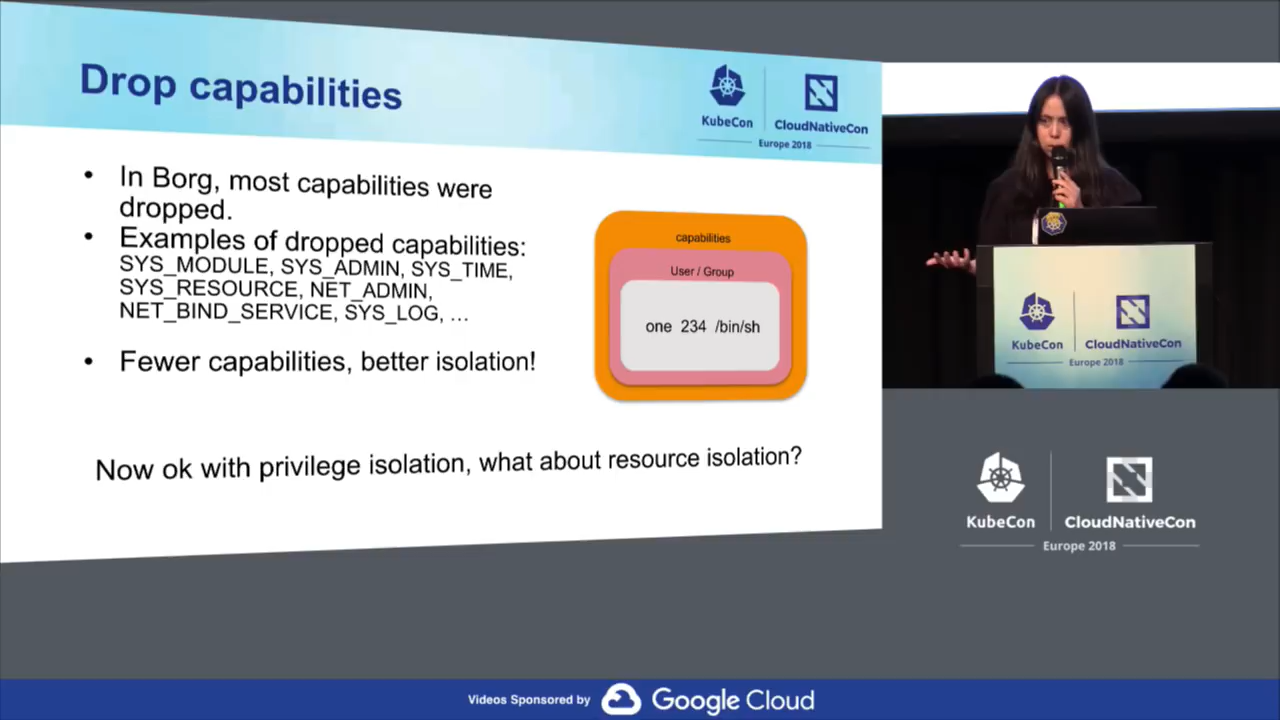 Drop capabilities
KubeCon
CloudNativeCon
Europe 2018
• In Borg, most capabilities were
dropped.
• Examples of dropped capabilities:
SYS_MODULE, SYS_ADMIN, SYS_TIME,
SYS_RESOURCE, NET_ADMIN,
NET_BIND_SERVICE, SYS_LOG, ...
• Fewer capabilities, better isolation!
capabilities
User / Group
one 234 /bin/sh
Now ok with privilege isolation, what about resource isolation?
KubeCon
CloudNativeCon
Europe 2018
KubeCon
CloudNativeCon
Europe 2018
Videos Sponsored by Google Cloud